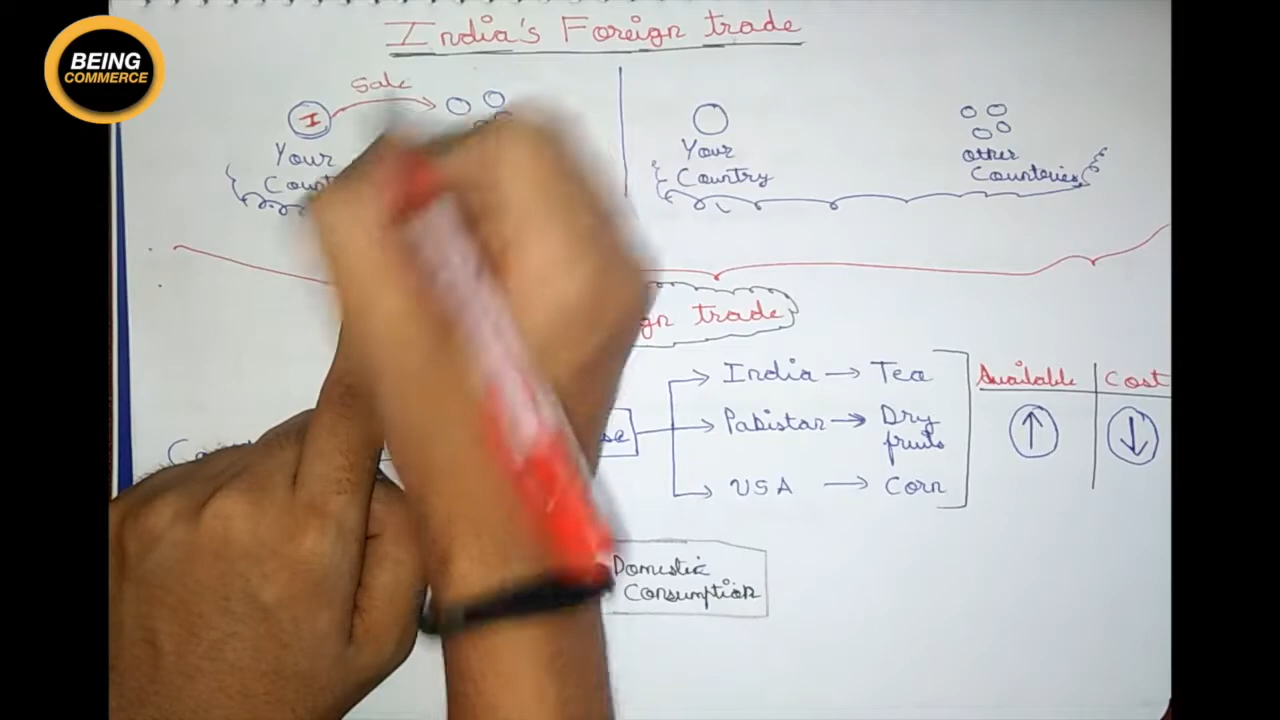 BEING
COMMERCE
India's Foreign trade
Sale
I
Your
Your
Country
other
Counteries
trade
India → Tea
Pakistan → Dry
fruits
USA → Corn
Available
Cost
Domestic
Consumption